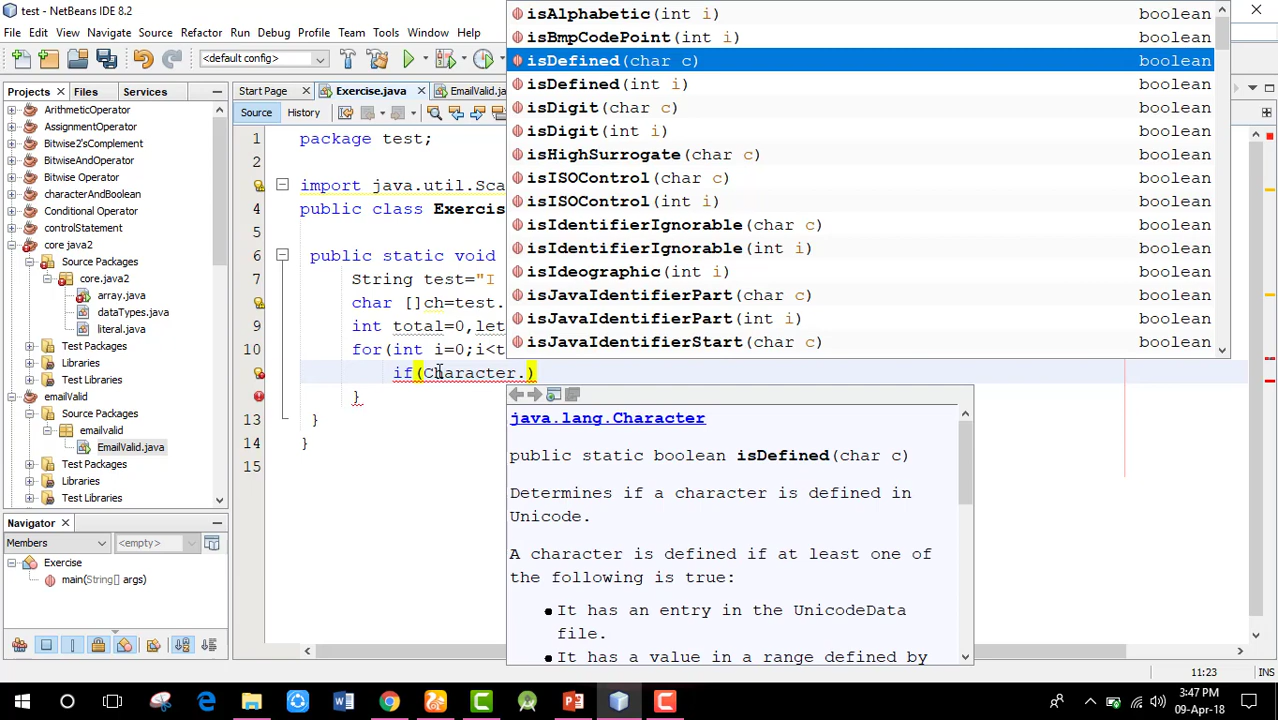 test - NetBeans IDE 8.2
File Edit View Navigate Source Refactor Run Debug Profile Team Tools Window Help
<default config>
Projects Files Services
Start Page Exercise.java EmailVal
Source History
ArithmeticOperator
AssignmentOperator
Bitwise2'sComplement
BitwiseAndOperator
Bitwise Operator
characterAndBoolean
Conditional Operator
controlStatement
core java2
Source Packages
core.java2
array.java
dataTypes.java
literal.java
Test Packages
Libraries
Test Libraries
emailValid
Source Packages
emailvalid
EmailValid.java
Test Packages
Libraries
Test Libraries
Navigator
Members <empty>
Exercise
main(String[] args)
1 package test;
2
import java.util.Sca
4 public class Exercis
5
6 public static void
7 String test="I
char []ch=test.
9 int total=0,let
10 for(int i=0;i<t
if(Character.)
}
13 }
14 }
15
isAlphabetic(int i) boolean
isBmpCodePoint(int i) boolean
isDefined(char c) boolean
isDefined(int i) boolean
isDigit(char c) boolean
isDigit(int i) boolean
isHighSurrogate(char c) boolean
isISOControl(char c) boolean
isISOControl(int i) boolean
isIdentifierIgnorable(char c) boolean
isIdentifierIgnorable(int i) boolean
isIdeographic(int i) boolean
isJavaIdentifierPart(char c) boolean
isJavaIdentifierPart(int i) boolean
isJavaIdentifierStart(char c) boolean
java.lang.Character
public static boolean isDefined(char c)
Determines if a character is defined in
Unicode.
A character is defined if at least one of
the following is true:
• It has an entry in the UnicodeData
file.
• It has a value in a range defined by
11:23 INS
3:47 PM
09-Apr-18